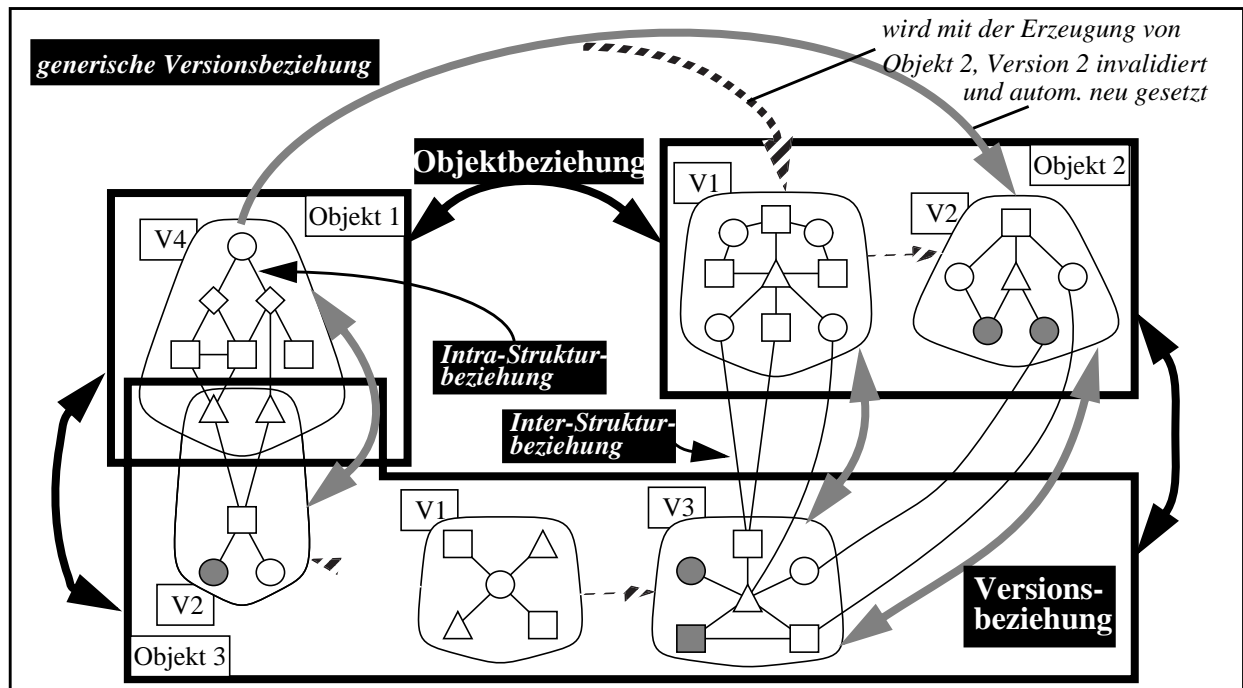 wird mit der Erzeugung von
Objekt 2, Version 2 invalidiert
und autom. neu gesetzt
generische Versionsbeziehung
Objektbeziehung
Objekt 2
V1
V2
Objekt 1
V4
Intra-Struktur-
beziehung
Inter-Struktur-
beziehung
V1
V3
V2
Versions-
beziehung
Objekt 3